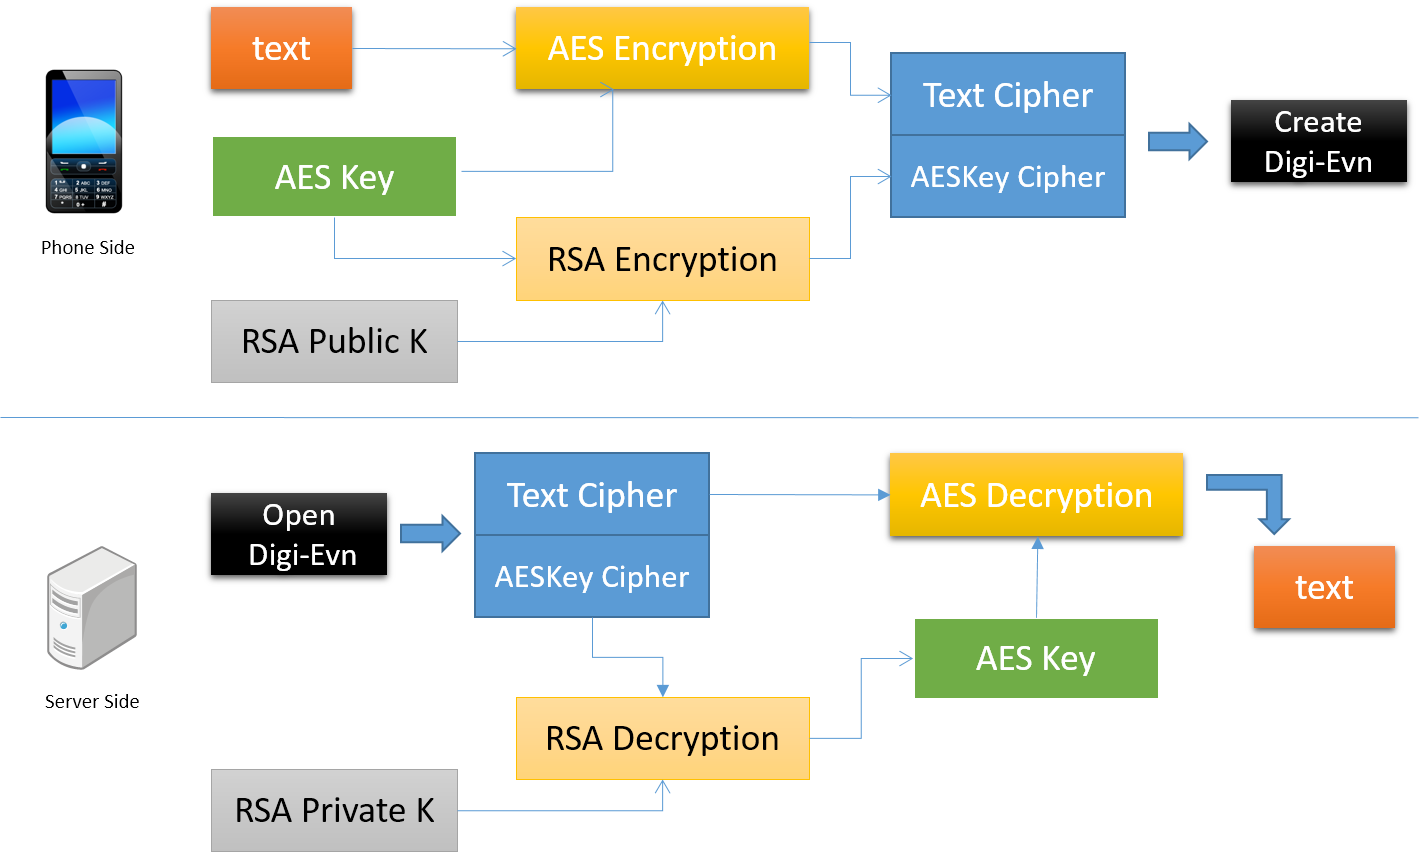 text
AES Encryption
Text Cipher
Create
Digi-Evn
AES Key
AESKey Cipher
Phone Side
RSA Encryption
RSA Public K
Open
Digi-Evn
Text Cipher
AES Decryption
AESKey Cipher
text
AES Key
Server Side
RSA Decryption
RSA Private K